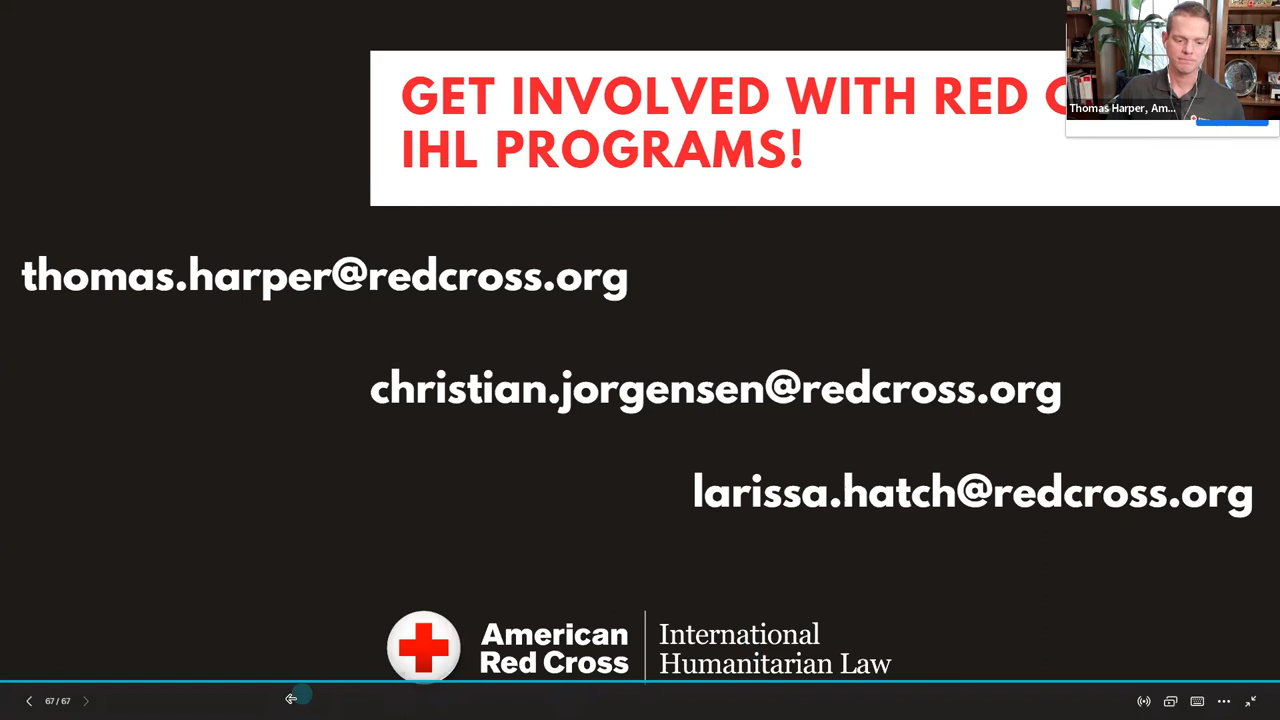 GET INVOLVED WITH RED
IHL PROGRAMS!
Thomas Harper, Am...
thomas.harper@redcross.org
christian.jorgensen@redcross.org
larissa.hatch@redcross.org
American
Red Cross
International
Humanitarian Law
67 / 67